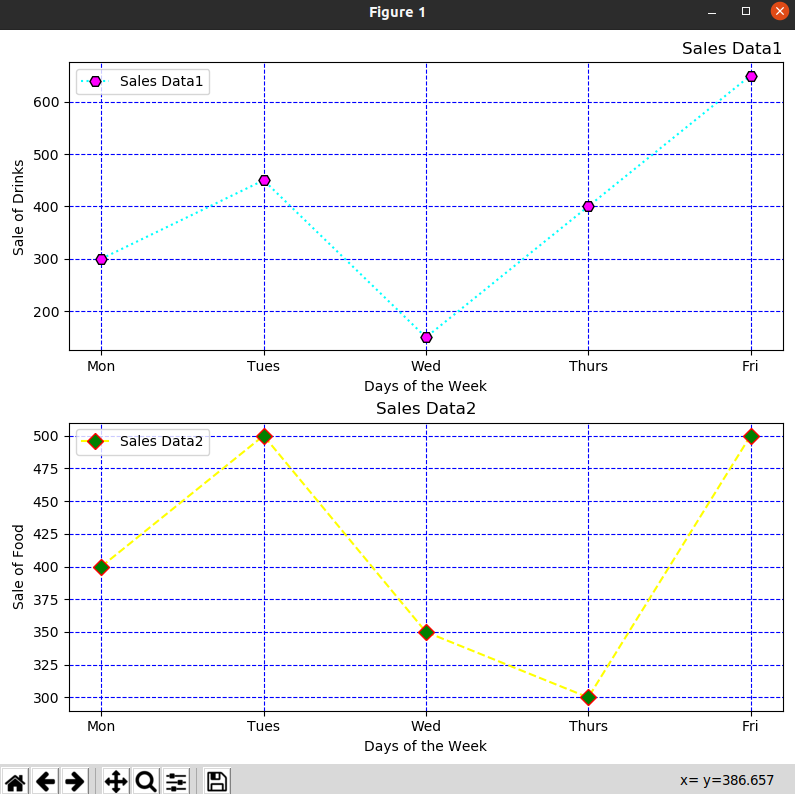 Figure 1
Sales Data1
Sales Data1
600
500
400
300
200
Sale of Drinks
Mon Tues Wed Thurs Fri
Days of the Week
Sales Data2
Sales Data2
500
475
450
425
400
375
350
325
300
Sale of Food
Mon Tues Wed Thurs Fri
Days of the Week
x= y=386.657